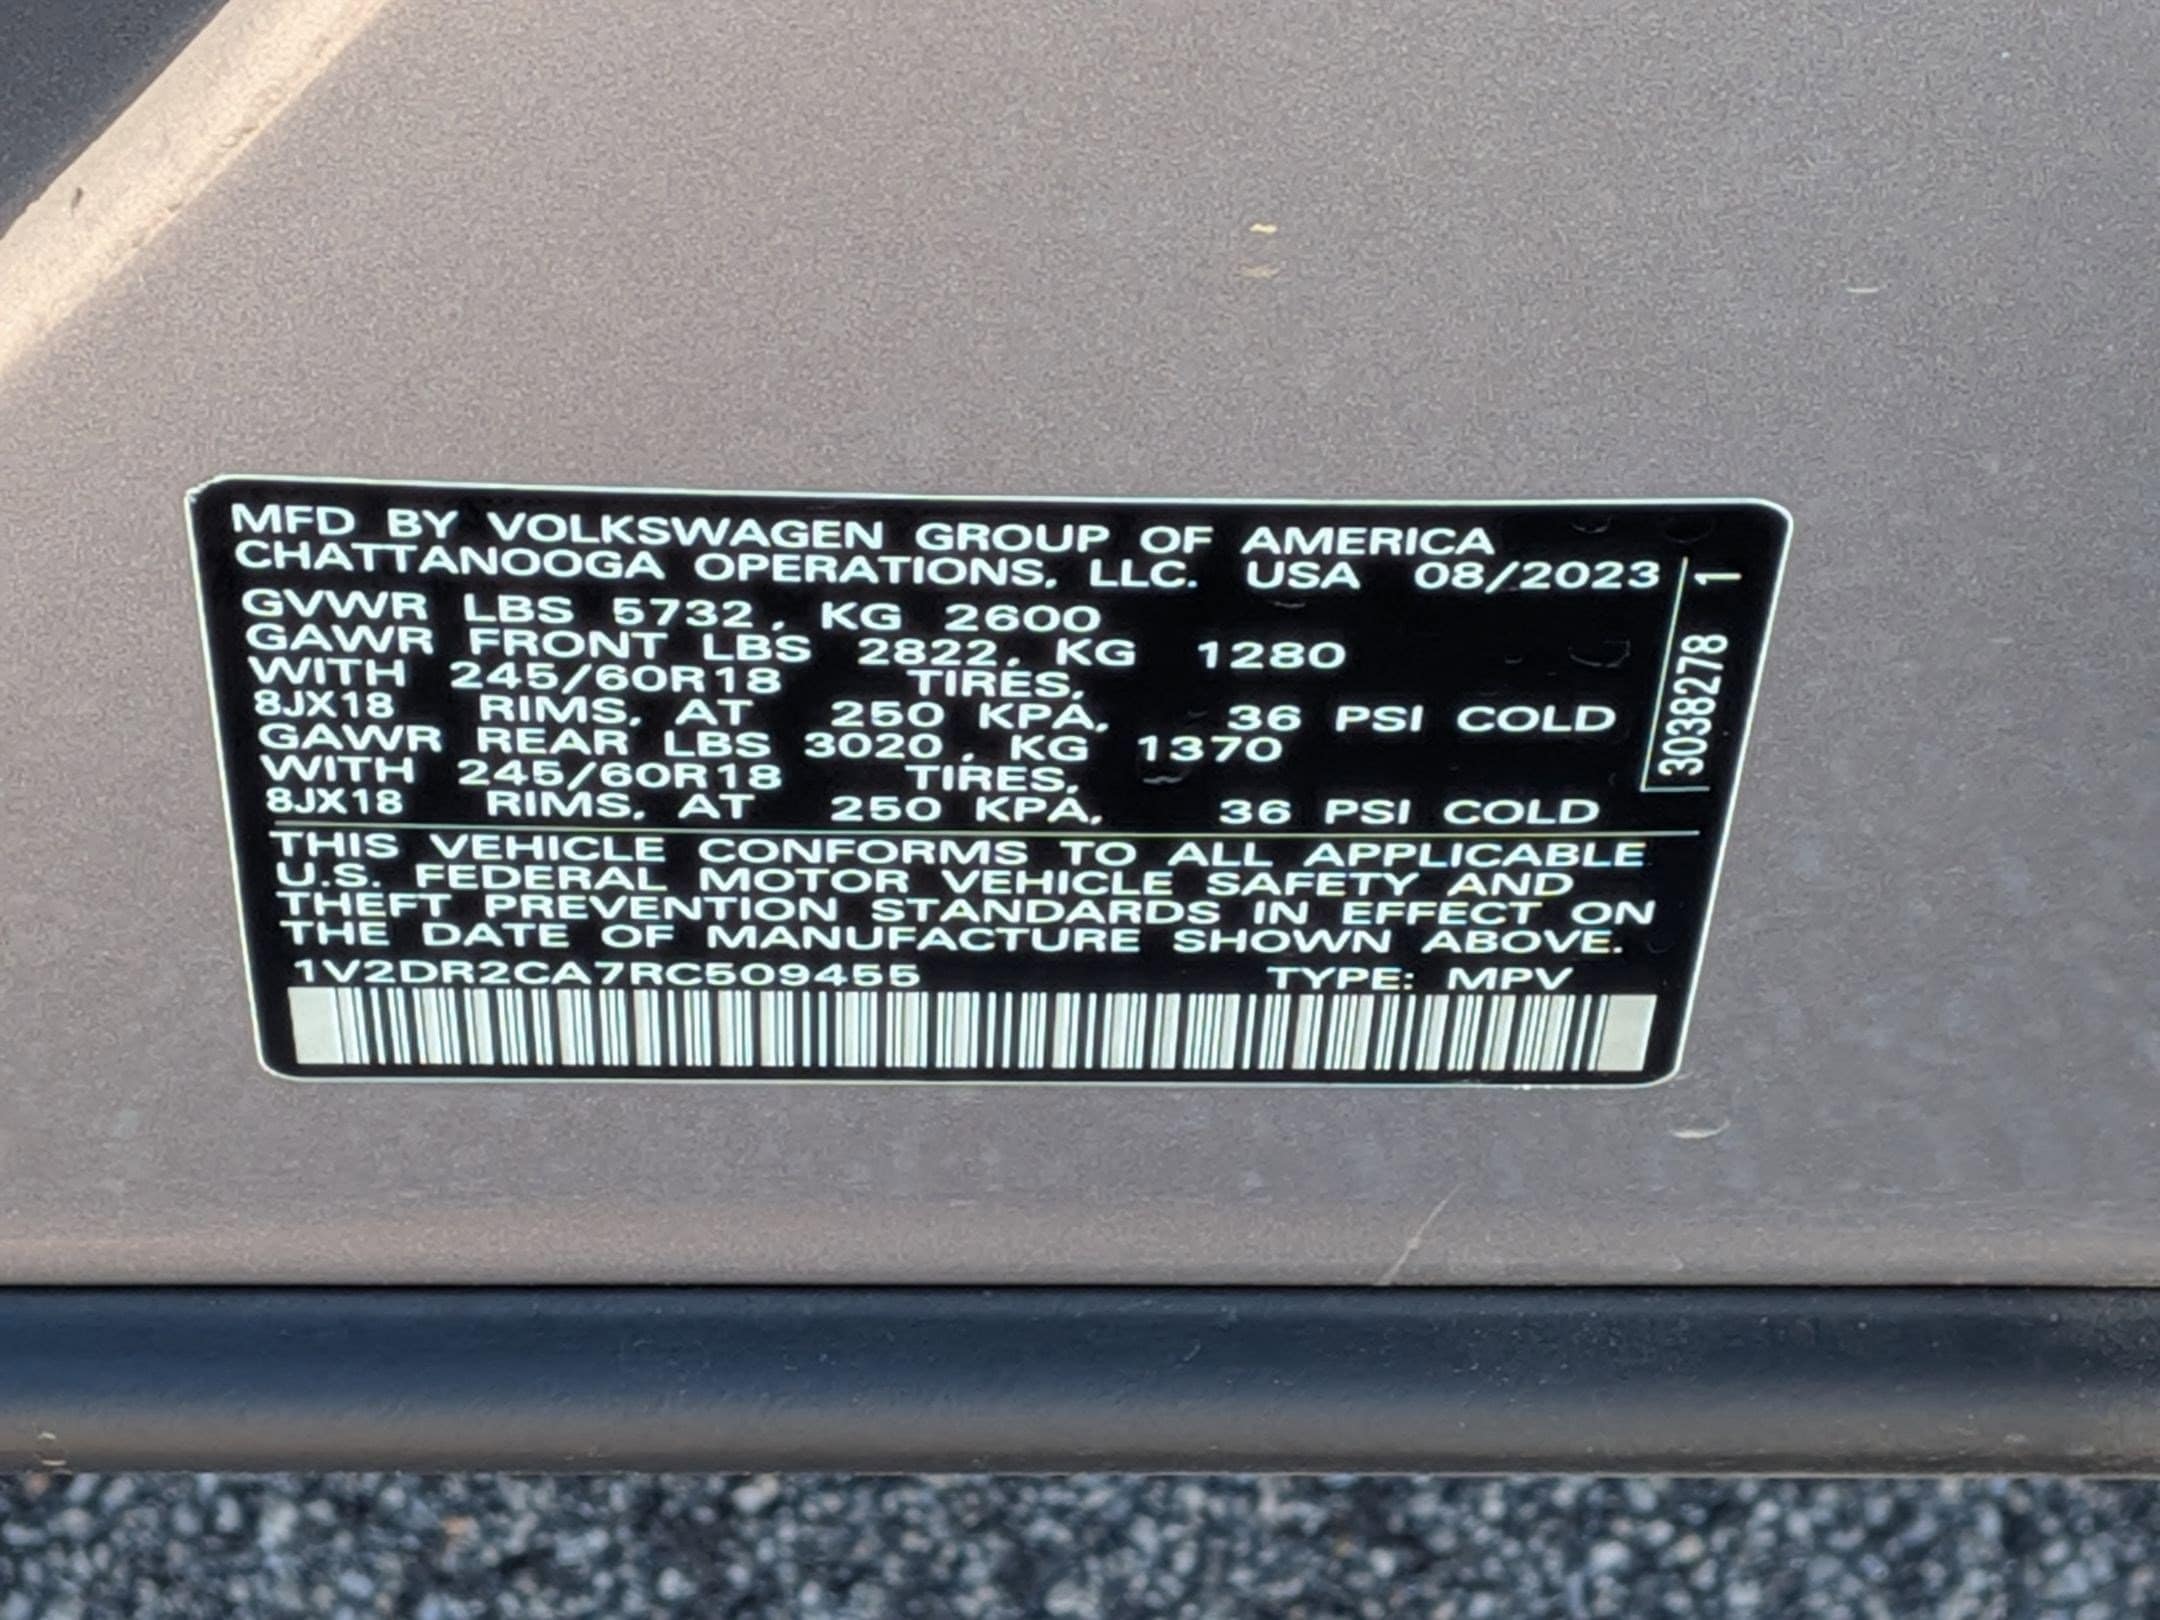 MFD BY VOLKSWAGEN GROUP OF AMERICA
CHATTANOOGA OPERATIONS, LLC. USA 08/2023
GVWR LBS 5732, KG 2600
GAWR FRONT LBS 2822, KG 1280
WITH 245/60R18 TIRES,
8JX18 RIMS, AT 250 KPA, 36 PSI COLD
GAWR REAR LBS 3020, KG 1370
WITH 245/60R18 TIRES,
8JX18 RIMS, AT 250 KPA, 36 PSI COLD
THIS VEHICLE CONFORMS TO ALL APPLICABLE
U.S. FEDERAL MOTOR VEHICLE SAFETY AND
THEFT PREVENTION STANDARDS IN EFFECT ON
THE DATE OF MANUFACTURE SHOWN ABOVE.
1V2DR2CA7RC509455 TYPE: MPV
3038278 1